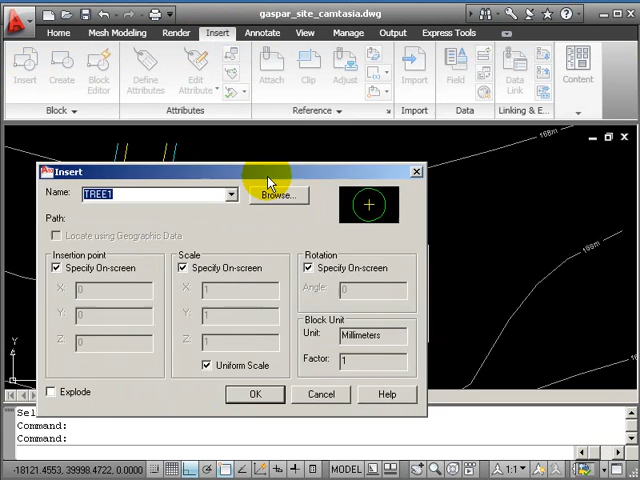 gaspar_site_camtasia.dwg
Home Mesh Modeling Render Insert Annotate View Manage Output Express Tools
Insert Create Block Editor Define Attributes Edit Attribute Attach Clip Adjust Import Field Data Link Content
Block Attributes Reference Import Data Linking & E...
168m
Insert
Name: TREE1 Browse...
Path:
Locate using Geographic Data
Insertion point Scale Rotation
Specify On-screen Specify On-screen Specify On-screen
X: 0 X: 1 Angle: 0
Y: 0 Y: 1 Block Unit
Unit: Millimeters
Z: 0 Z: 1
Factor: 1
Uniform Scale
Explode OK Cancel Help
Y
Sel
Command:
Command:
-18121.4553, 39998.4722, 0.0000 MODEL 1:1